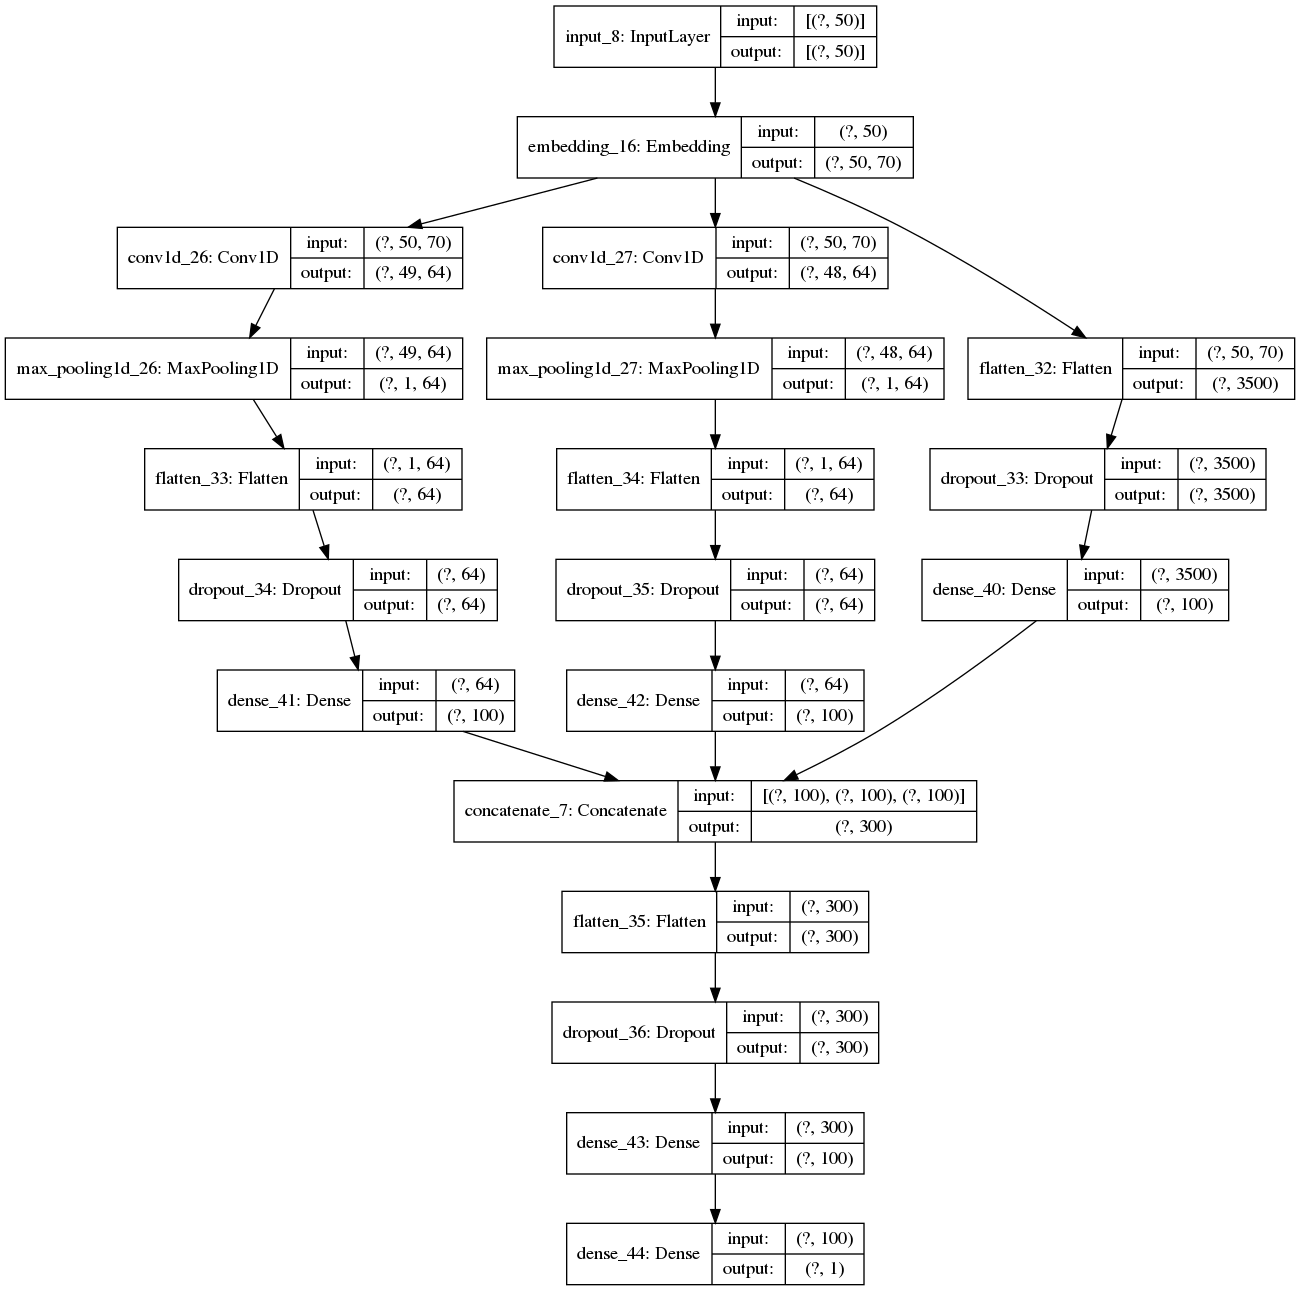 input_8: InputLayer
input: [(?, 50)]
output: [(?, 50)]
embedding_16: Embedding
input: (?, 50)
output: (?, 50, 70)
conv1d_26: Conv1D
input: (?, 50, 70)
output: (?, 49, 64)
conv1d_27: Conv1D
input: (?, 50, 70)
output: (?, 48, 64)
max_pooling1d_26: MaxPooling1D
input: (?, 49, 64)
output: (?, 1, 64)
max_pooling1d_27: MaxPooling1D
input: (?, 48, 64)
output: (?, 1, 64)
flatten_32: Flatten
input: (?, 50, 70)
output: (?, 3500)
flatten_33: Flatten
input: (?, 1, 64)
output: (?, 64)
flatten_34: Flatten
input: (?, 1, 64)
output: (?, 64)
dropout_33: Dropout
input: (?, 3500)
output: (?, 3500)
dropout_34: Dropout
input: (?, 64)
output: (?, 64)
dropout_35: Dropout
input: (?, 64)
output: (?, 64)
dense_40: Dense
input: (?, 3500)
output: (?, 100)
dense_41: Dense
input: (?, 64)
output: (?, 100)
dense_42: Dense
input: (?, 64)
output: (?, 100)
concatenate_7: Concatenate
input: [(?, 100), (?, 100), (?, 100)]
output: (?, 300)
flatten_35: Flatten
input: (?, 300)
output: (?, 300)
dropout_36: Dropout
input: (?, 300)
output: (?, 300)
dense_43: Dense
input: (?, 300)
output: (?, 100)
dense_44: Dense
input: (?, 100)
output: (?, 1)